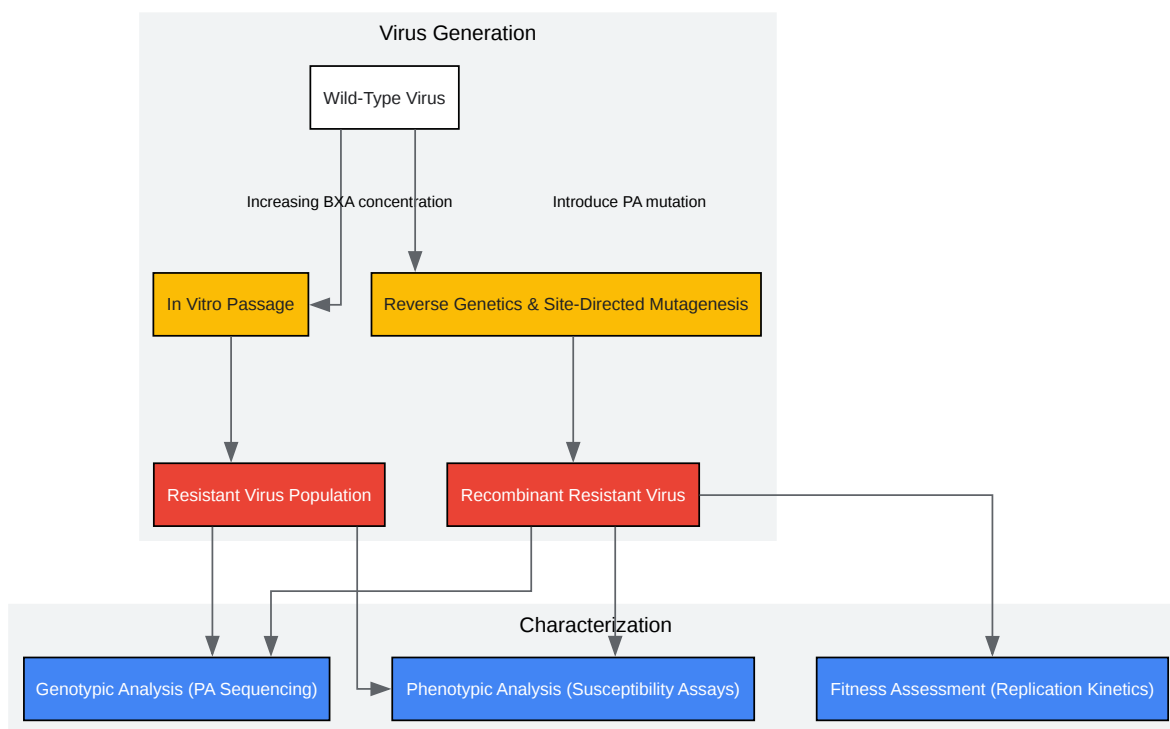 Virus Generation
Wild-Type Virus
Increasing BXA concentration
Introduce PA mutation
In Vitro Passage
Reverse Genetics & Site-Directed Mutagenesis
Resistant Virus Population
Recombinant Resistant Virus
Characterization
Genotypic Analysis (PA Sequencing)
Phenotypic Analysis (Susceptibility Assays)
Fitness Assessment (Replication Kinetics)